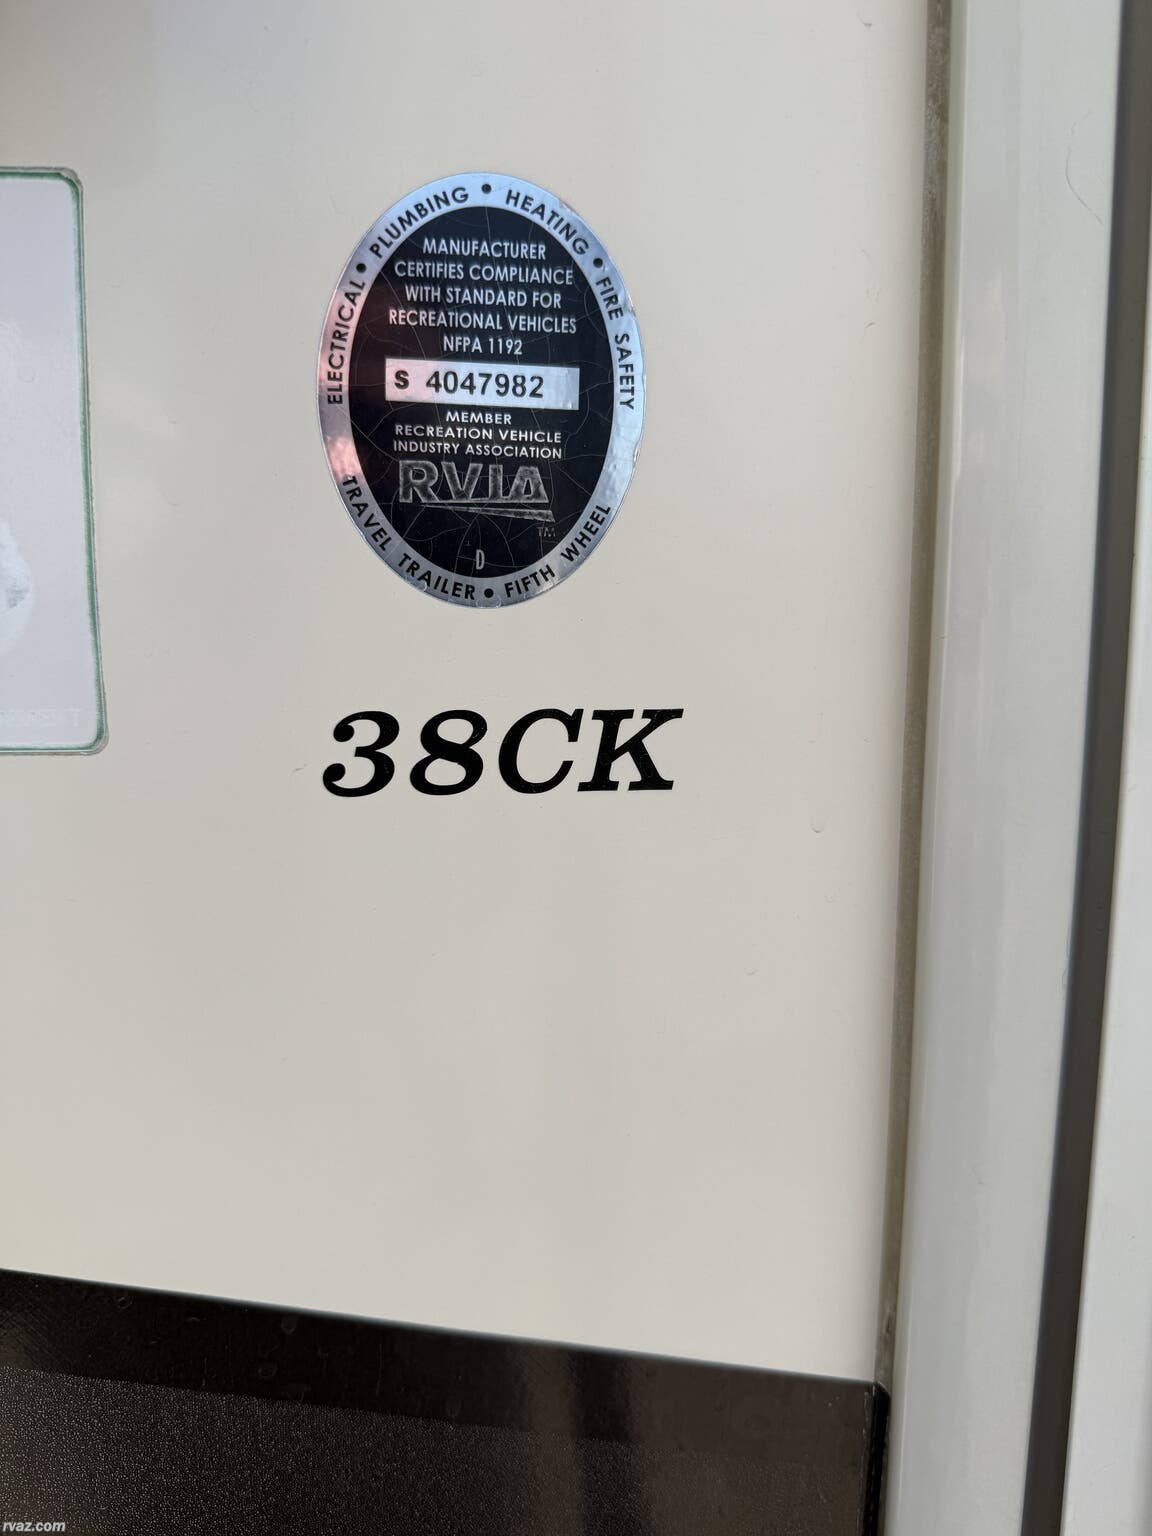 ELECTRICAL • PLUMBING • HEATING • FIRE SAFETY
MANUFACTURER
CERTIFIES COMPLIANCE
WITH STANDARD FOR
RECREATIONAL VEHICLES
NFPA 1192
S 4047982
MEMBER
RECREATION VEHICLE
INDUSTRY ASSOCIATION
RVIA
TM
D
TRAVEL TRAILER • FIFTH WHEEL
38CK
rvaz.com